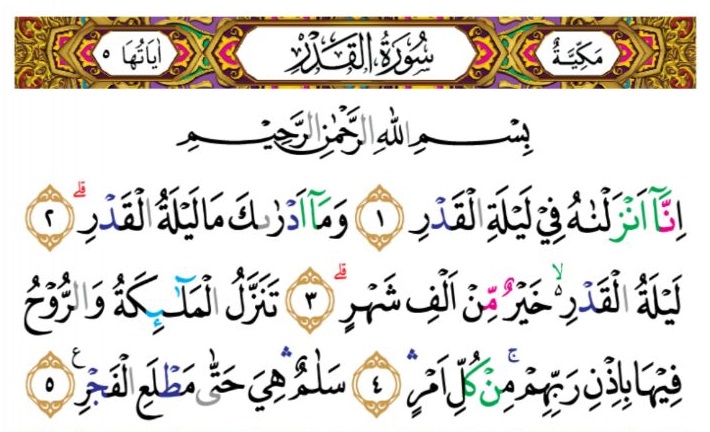 مَكِّيَّةٌ سُورَةُ الْقَدْرِ اٰيَاتُهَا ٥
بِسْمِ اللّٰهِ الرَّحْمٰنِ الرَّحِيْمِ
اِنَّآ اَنْزَلْنٰهُ فِيْ لَيْلَةِ الْقَدْرِ ١ وَمَآ اَدْرٰىكَ مَا لَيْلَةُ الْقَدْرِۗ ٢
لَيْلَةُ الْقَدْرِ ەۙ خَيْرٌ مِّنْ اَلْفِ شَهْرٍۗ ٣ تَنَزَّلُ الْمَلٰۤىِٕكَةُ وَالرُّوْحُ
فِيْهَا بِاِذْنِ رَبِّهِمْۚ مِنْ كُلِّ اَمْرٍۛ ٤ سَلٰمٌۛ هِيَ حَتّٰى مَطْلَعِ الْفَجْرِ ࣖ ٥